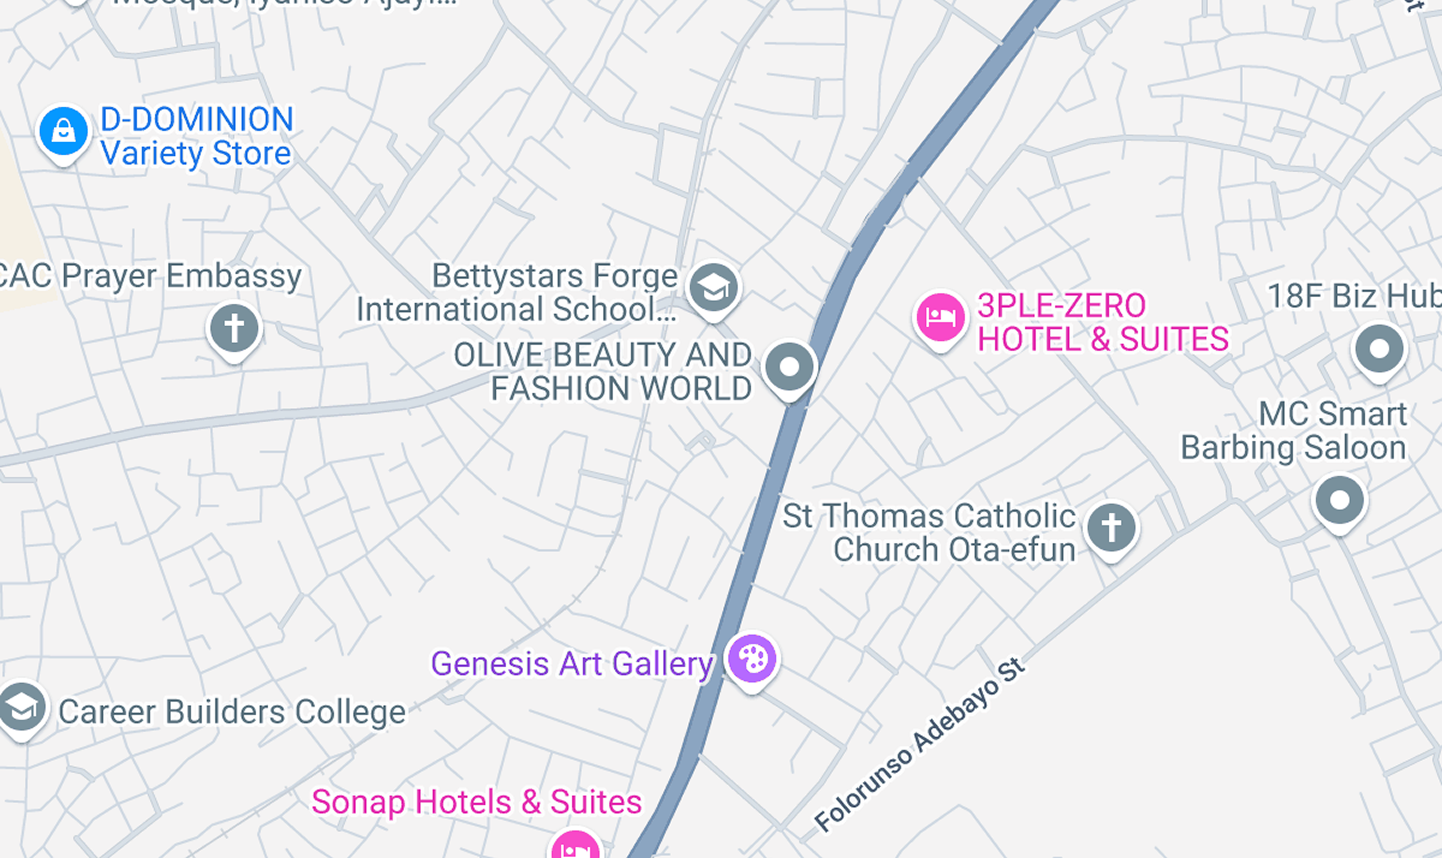 D-DOMINION
Variety Store
CAC Prayer Embassy
Bettystars Forge
International School...
OLIVE BEAUTY AND
FASHION WORLD
3PLE-ZERO
HOTEL & SUITES
18F Biz Hub
MC Smart
Barbing Saloon
St Thomas Catholic
Church Ota-efun
Genesis Art Gallery
Career Builders College
Folorunso Adebayo St
Sonap Hotels & Suites